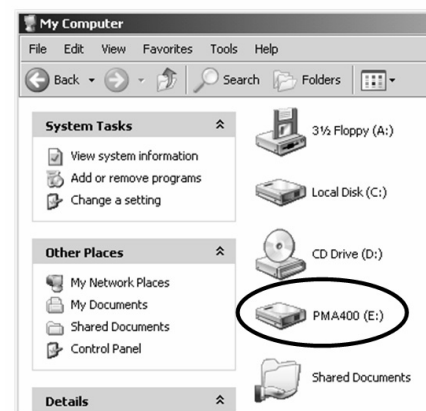 My Computer
File Edit View Favorites Tools Help
Back Search Folders
System Tasks
View system information
Add or remove programs
Change a setting
Other Places
My Network Places
My Documents
Shared Documents
Control Panel
Details
3½ Floppy (A:)
Local Disk (C:)
CD Drive (D:)
PMA400 (E:)
Shared Documents